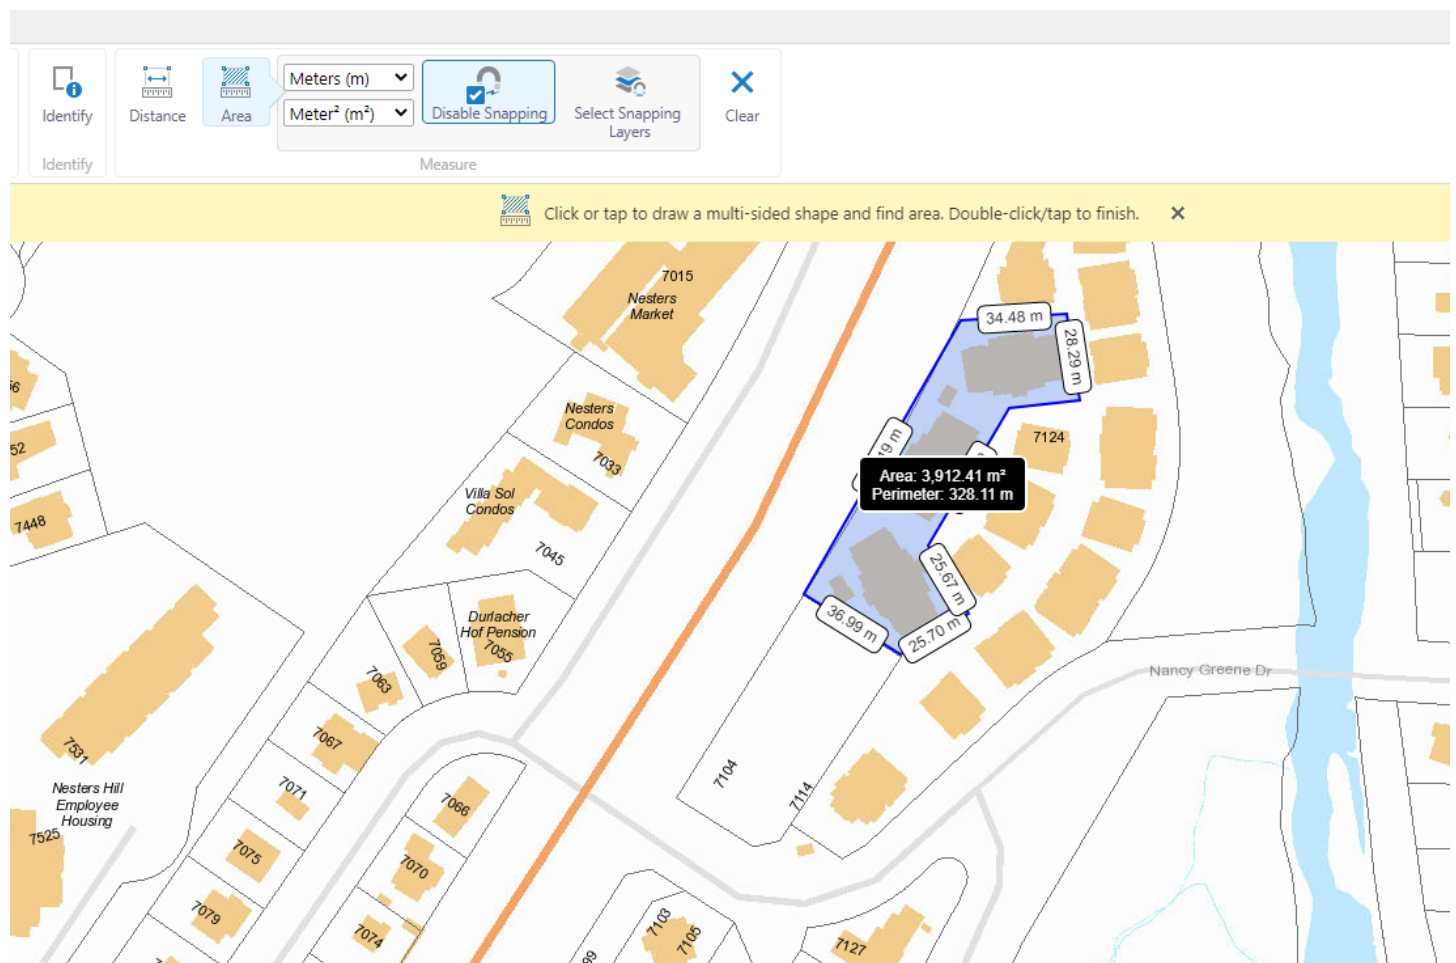 Identify
Distance
Area
Meters (m)
Meter² (m²)
Disable Snapping
Select Snapping
Layers
Clear
Identify
Measure
Click or tap to draw a multi-sided shape and find area. Double-click/tap to finish.
7015
Nesters
Market
34.48 m
28.29 m
Nesters
Condos
7033
7124
19 m
Area: 3,912.41 m²
Perimeter: 328.11 m
52
Villa Sol
Condos
7448
7045
25.67 m
36.99 m
25.70 m
Durlacher
Hof Pension
7055
7059
7063
Nancy Greene Dr
7067
7531
7104
7114
7071
Nesters Hill
Employee
Housing
7066
7525
7075
7070
7079
7074
7103
7105
7127